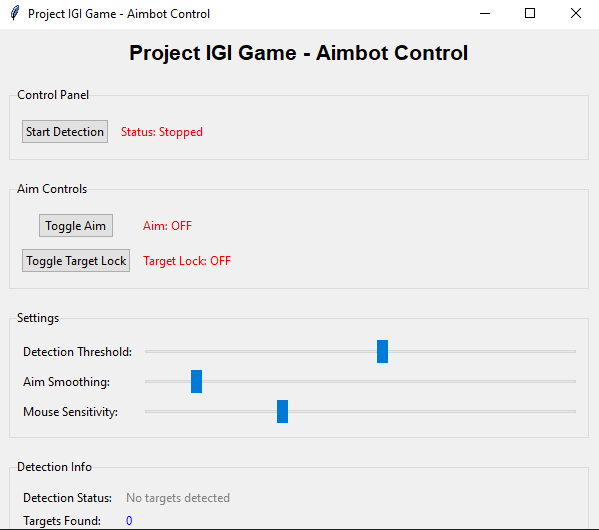 Project IGI Game - Aimbot Control
Project IGI Game - Aimbot Control
Control Panel
Start Detection Status: Stopped
Aim Controls
Toggle Aim Aim: OFF
Toggle Target Lock Target Lock: OFF
Settings
Detection Threshold:
Aim Smoothing:
Mouse Sensitivity:
Detection Info
Detection Status: No targets detected
Targets Found: 0